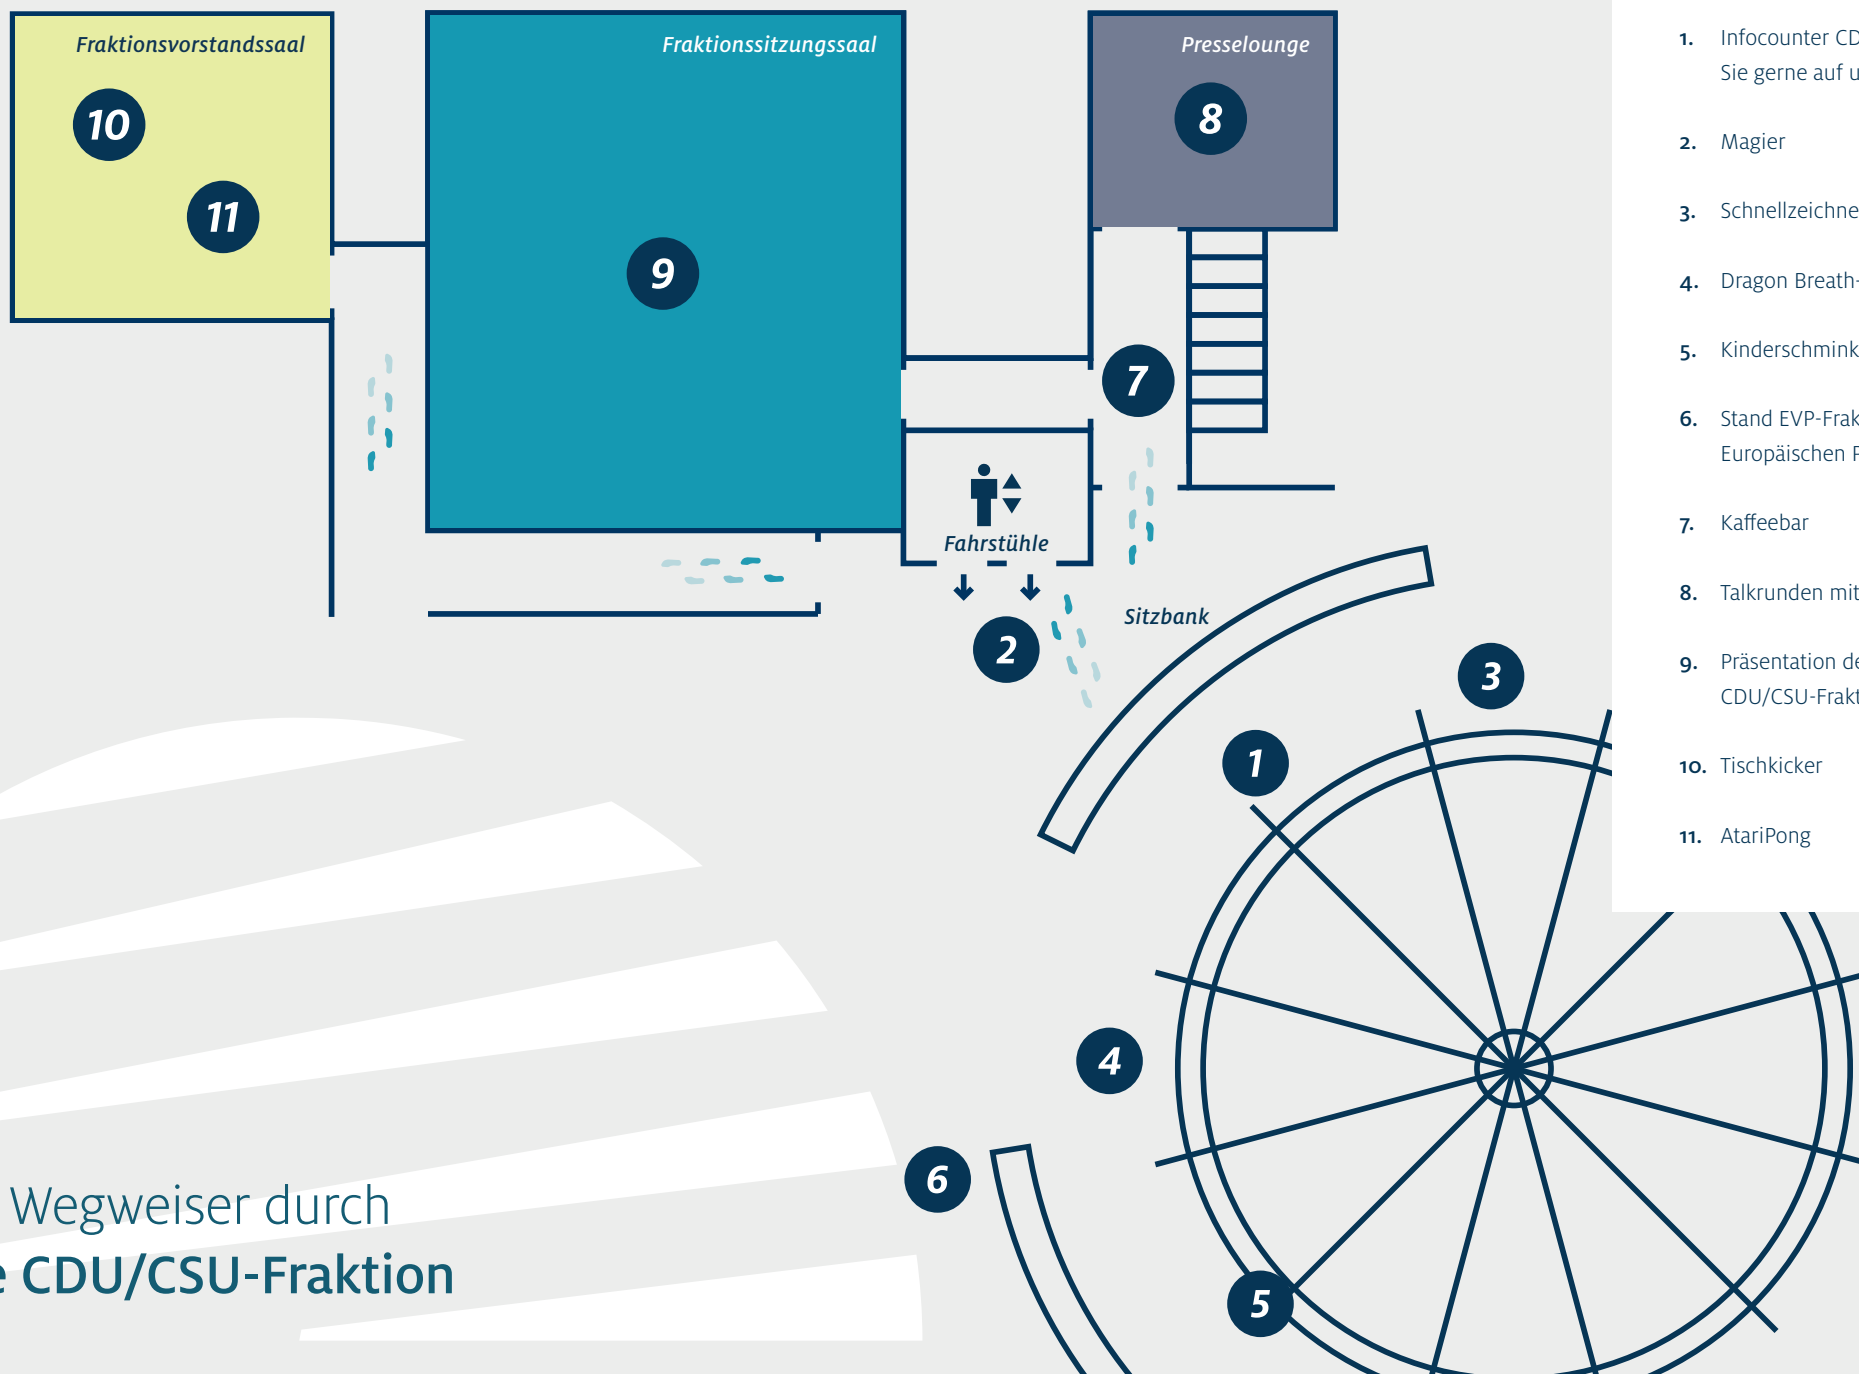 Fraktionsvorstandssaal
Fraktionssitzungssaal
Presselounge
10
11
9
8
7
Fahrstühle
2
Sitzbank
3
1
4
6
5
Wegweiser durch
e CDU/CSU-Fraktion
1. Infocounter CD
Sie gerne auf u
2. Magier
3. Schnellzeichne
4. Dragon Breath-
5. Kinderschmink
6. Stand EVP-Frak
Europäischen P
7. Kaffeebar
8. Talkrunden mit
9. Präsentation de
CDU/CSU-Frakt
10. Tischkicker
11. AtariPong